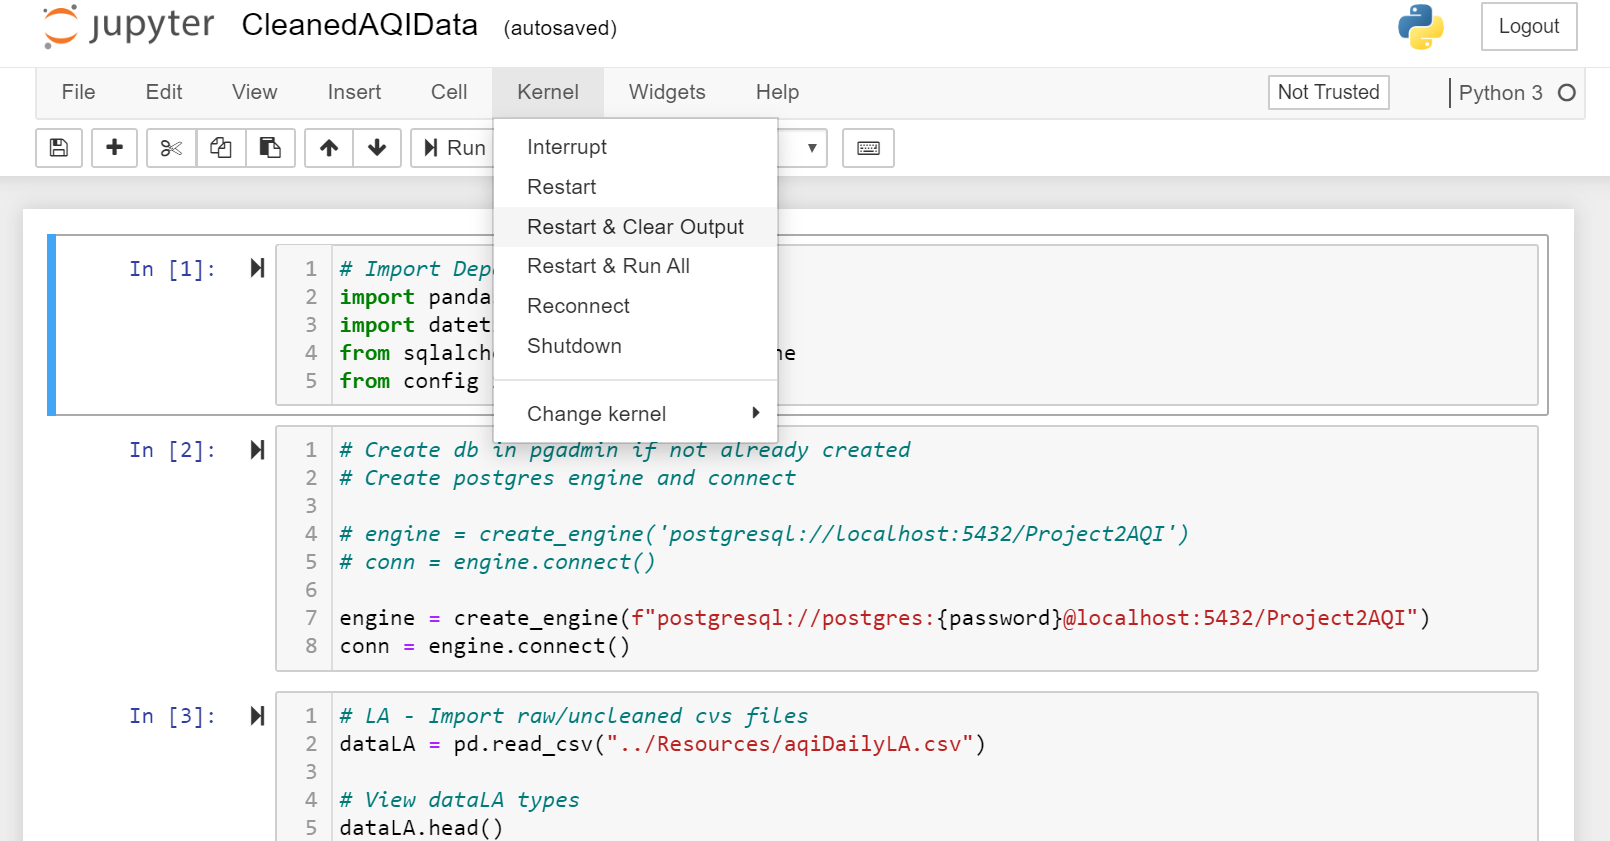 jupyter CleanedAQIData (autosaved) Logout
File Edit View Insert Cell Kernel Widgets Help Not Trusted Python 3
Run
Interrupt
Restart
Restart & Clear Output
Restart & Run All
Reconnect
Shutdown
Change kernel
In [1]:
1 # Import Dep
2 import panda
3 import datet
4 from sqlalch ne
5 from config
In [2]:
1 # Create db in pgadmin if not already created
2 # Create postgres engine and connect
3
4 # engine = create_engine('postgresql://localhost:5432/Project2AQI')
5 # conn = engine.connect()
6
7 engine = create_engine(f"postgresql://postgres:{password}@localhost:5432/Project2AQI")
8 conn = engine.connect()
In [3]:
1 # LA - Import raw/uncleaned cvs files
2 dataLA = pd.read_csv("../Resources/aqiDailyLA.csv")
3
4 # View dataLA types
5 dataLA.head()